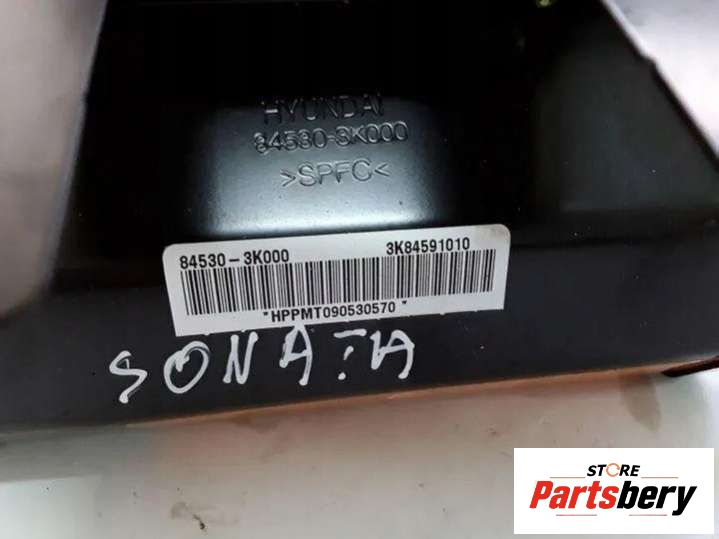 HYUNDAI
84530-3K000
>SPFC<
84530-3K000 3K84591010
*HPPMT090530570*
SONATA
STORE
Partsbery